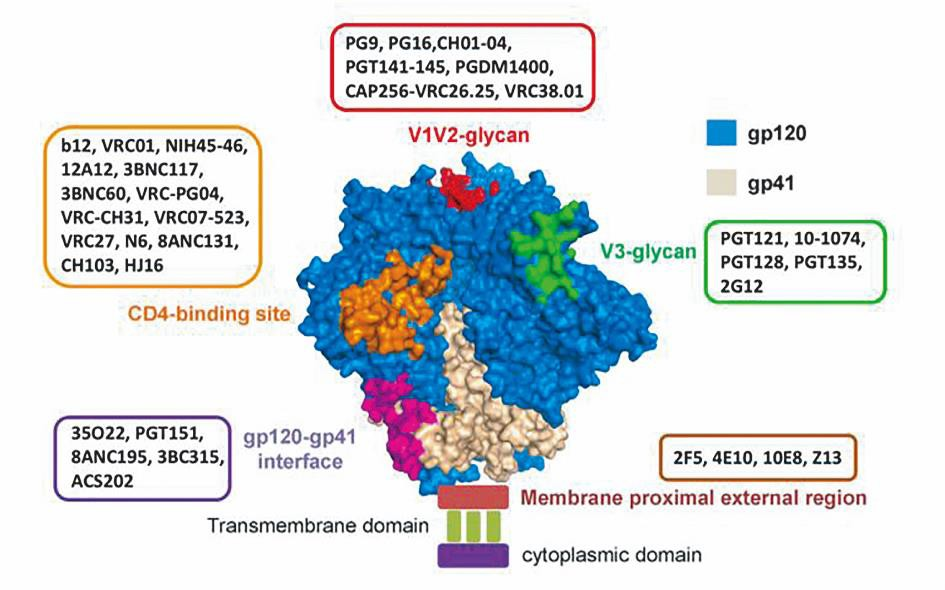 PG9, PG16,CH01-04,
PGT141-145, PGDM1400,
CAP256-VRC26.25, VRC38.01
V1V2-glycan
gp120
gp41
b12, VRC01, NIH45-46,
12A12, 3BNC117,
3BNC60, VRC-PG04,
VRC-CH31, VRC07-523,
VRC27, N6, 8ANC131,
CH103, HJ16
CD4-binding site
V3-glycan
PGT121, 10-1074,
PGT128, PGT135,
2G12
35O22, PGT151,
8ANC195, 3BC315,
ACS202
gp120-gp41
interface
2F5, 4E10, 10E8, Z13
Membrane proximal external region
Transmembrane domain
cytoplasmic domain